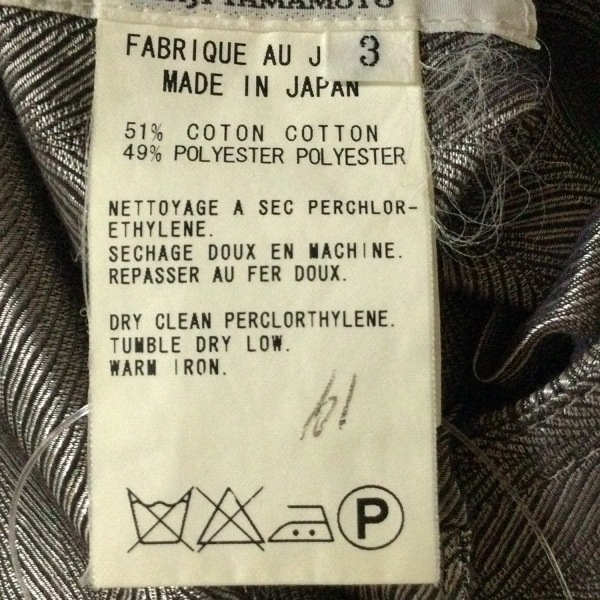 YAMAMOTO
3
FABRIQUE AU J
MADE IN JAPAN
51% COTON COTTON
49% POLYESTER POLYESTER
NETTOYAGE A SEC PERCHLOR-
ETHYLENE.
SECHAGE DOUX EN MACHINE.
REPASSER AU FER DOUX.
DRY CLEAN PERCLORTHYLENE.
TUMBLE DRY LOW.
WARM IRON.
P